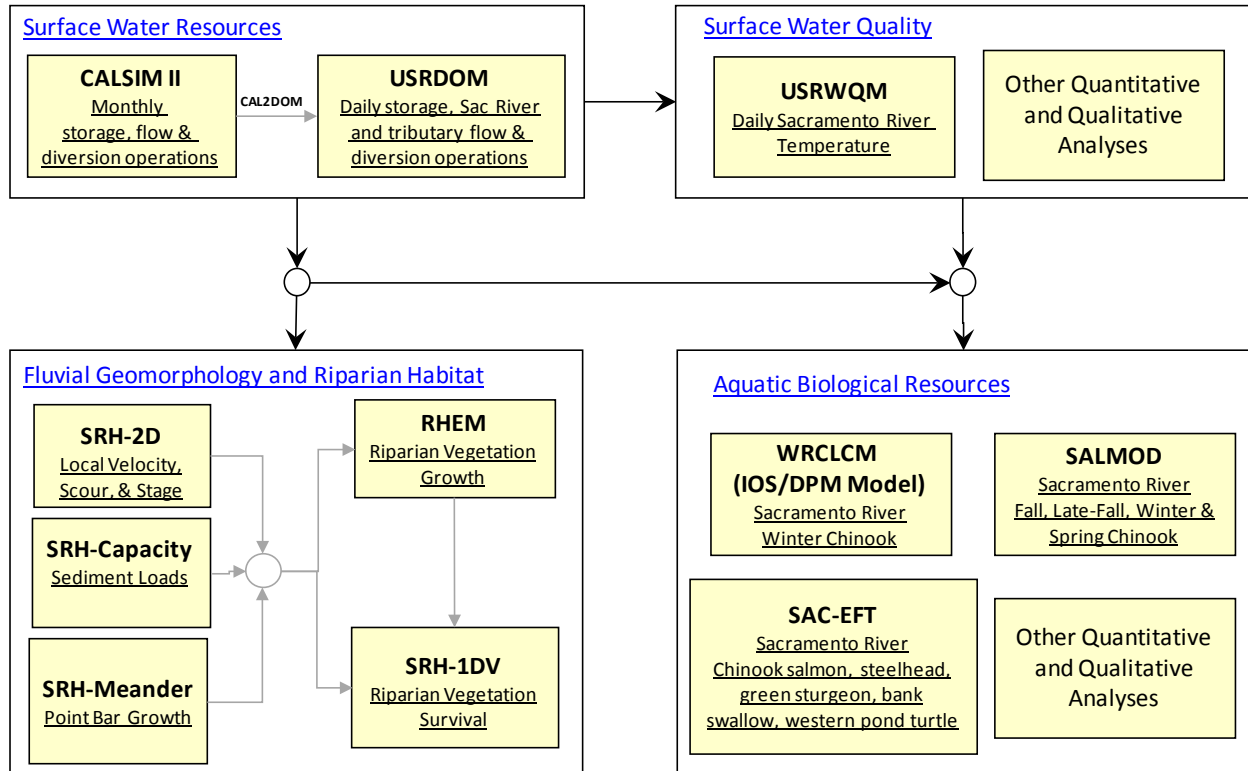 Surface Water Resources
CALSIM II
Monthly
storage, flow &
diversion operations
CAL2DOM
USRDOM
Daily storage, Sac River
and tributary flow &
diversion operations
Surface Water Quality
USRWQM
Daily Sacramento River
Temperature
Other Quantitative
and Qualitative
Analyses
Fluvial Geomorphology and Riparian Habitat
SRH-2D
Local Velocity,
Scour, & Stage
SRH-Capacity
Sediment Loads
SRH-Meander
Point Bar Growth
RHEM
Riparian Vegetation
Growth
SRH-1DV
Riparian Vegetation
Survival
Aquatic Biological Resources
WRCLCM
(IOS/DPM Model)
Sacramento River
Winter Chinook
SALMOD
Sacramento River
Fall, Late-Fall, Winter &
Spring Chinook
SAC-EFT
Sacramento River
Chinook salmon, steelhead,
green sturgeon, bank
swallow, western pond turtle
Other Quantitative
and Qualitative
Analyses